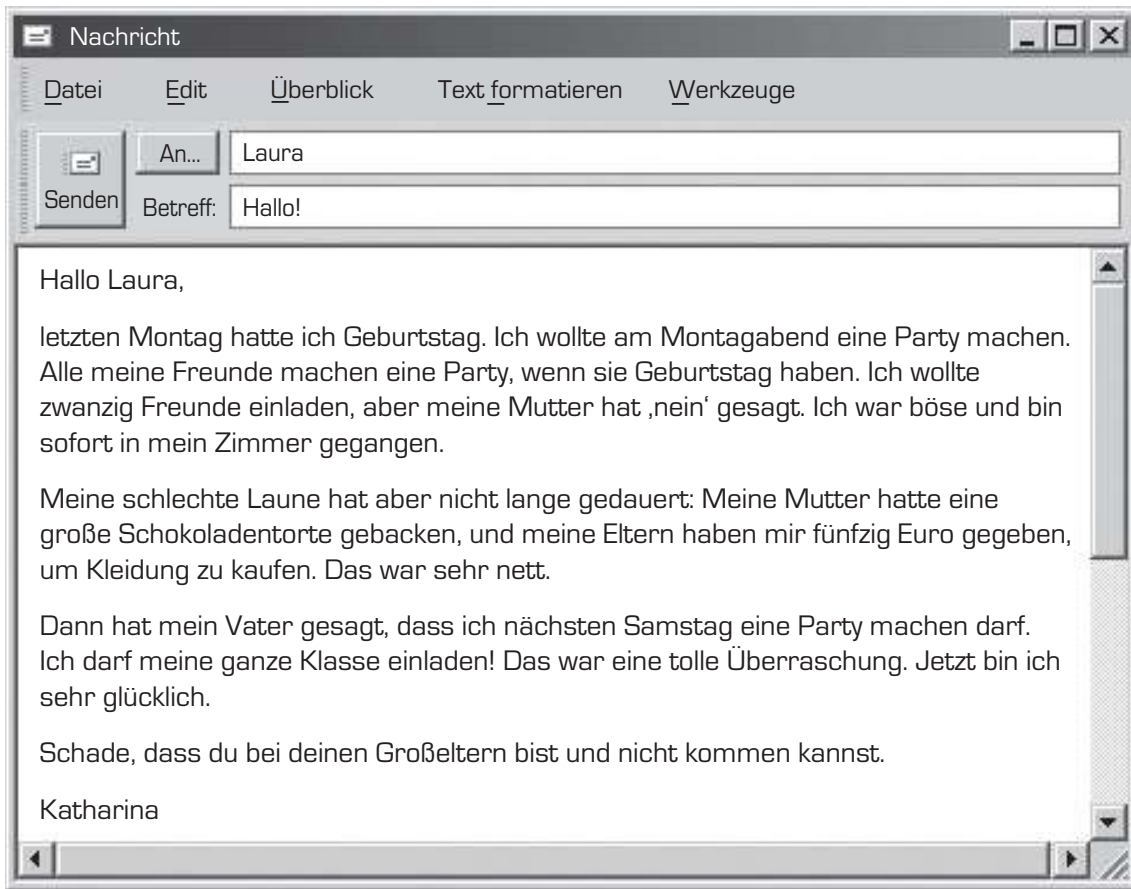 Nachricht
Datei Edit Überblick Text formatieren Werkzeuge
An... Laura
Senden
Betreff: Hallo!
Hallo Laura,
letzten Montag hatte ich Geburtstag. Ich wollte am Montagabend eine Party machen.
Alle meine Freunde machen eine Party, wenn sie Geburtstag haben. Ich wollte
zwanzig Freunde einladen, aber meine Mutter hat ‚nein‘ gesagt. Ich war böse und bin
sofort in mein Zimmer gegangen.
Meine schlechte Laune hat aber nicht lange gedauert: Meine Mutter hatte eine
große Schokoladentorte gebacken, und meine Eltern haben mir fünfzig Euro gegeben,
um Kleidung zu kaufen. Das war sehr nett.
Dann hat mein Vater gesagt, dass ich nächsten Samstag eine Party machen darf.
Ich darf meine ganze Klasse einladen! Das war eine tolle Überraschung. Jetzt bin ich
sehr glücklich.
Schade, dass du bei deinen Großeltern bist und nicht kommen kannst.
Katharina